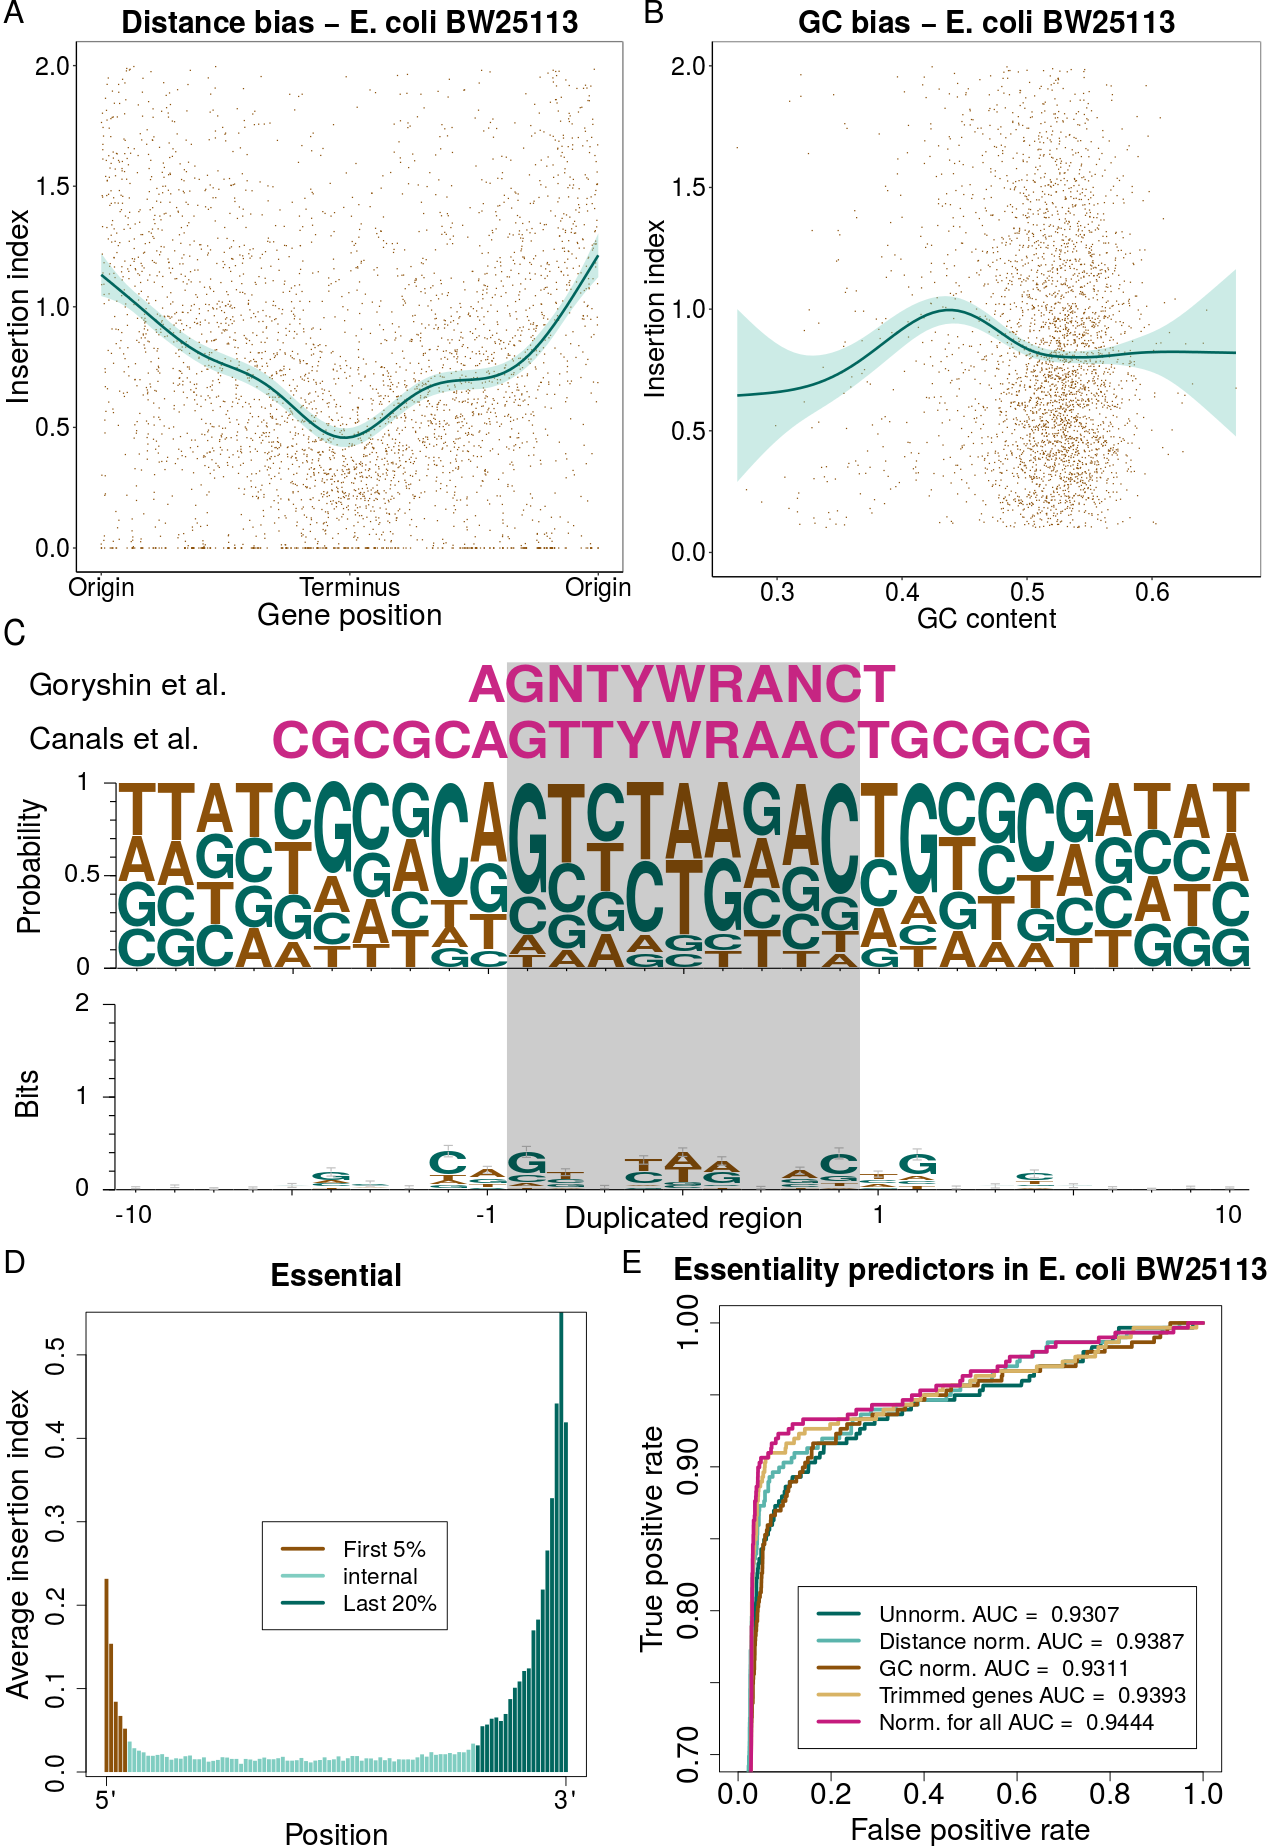 A
Distance bias – E. coli BW25113
2.0
1.5
1.0
0.5
0.0
Insertion index
Origin
Terminus
Origin
Gene position
B
GC bias – E. coli BW25113
2.0
1.5
1.0
0.5
0.0
Insertion index
0.3
0.4
0.5
0.6
GC content
C
Goryshin et al.
AGNTYWRANCT
Canals et al.
CGCGCAGTTYWRAACTGCGCG
Probability
1
0.5
0
TTATCGCGCAGTCTAAGACTGCGCGATAT
Bits
2
1
0
-10
-1
Duplicated region
1
10
D
Essential
Average insertion index
0.5
0.4
0.3
0.2
0.1
0.0
First 5%
internal
Last 20%
5'
3'
Position
E
Essentiality predictors in E. coli BW25113
True positive rate
1.00
0.90
0.80
0.70
Unnorm. AUC = 0.9307
Distance norm. AUC = 0.9387
GC norm. AUC = 0.9311
Trimmed genes AUC = 0.9393
Norm. for all AUC = 0.9444
0.0
0.2
0.4
0.6
0.8
1.0
False positive rate